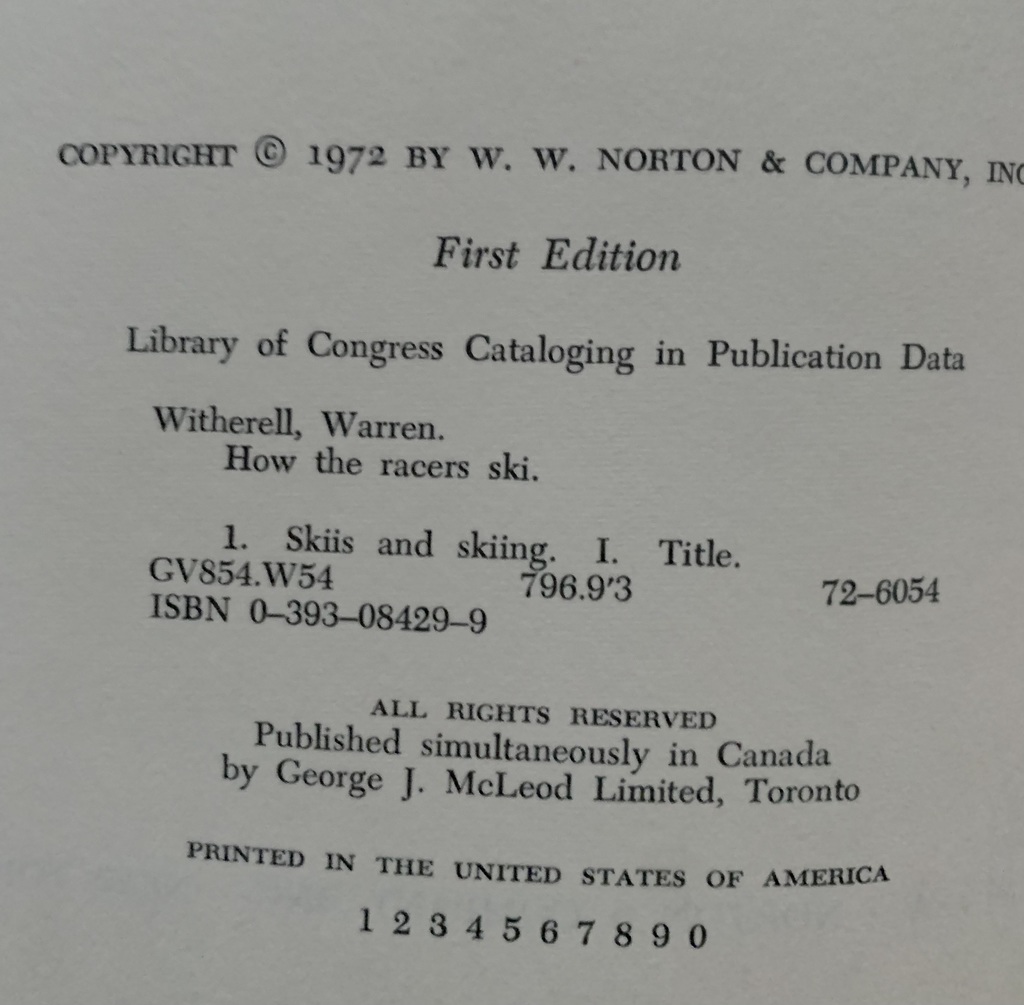 COPYRIGHT © 1972 BY W. W. NORTON & COMPANY, INC
First Edition
Library of Congress Cataloging in Publication Data
Witherell, Warren.
How the racers ski.
1. Skiis and skiing. I. Title.
GV854.W54 796.9'3 72–6054
ISBN 0–393–08429–9
ALL RIGHTS RESERVED
Published simultaneously in Canada
by George J. McLeod Limited, Toronto
PRINTED IN THE UNITED STATES OF AMERICA
1 2 3 4 5 6 7 8 9 0